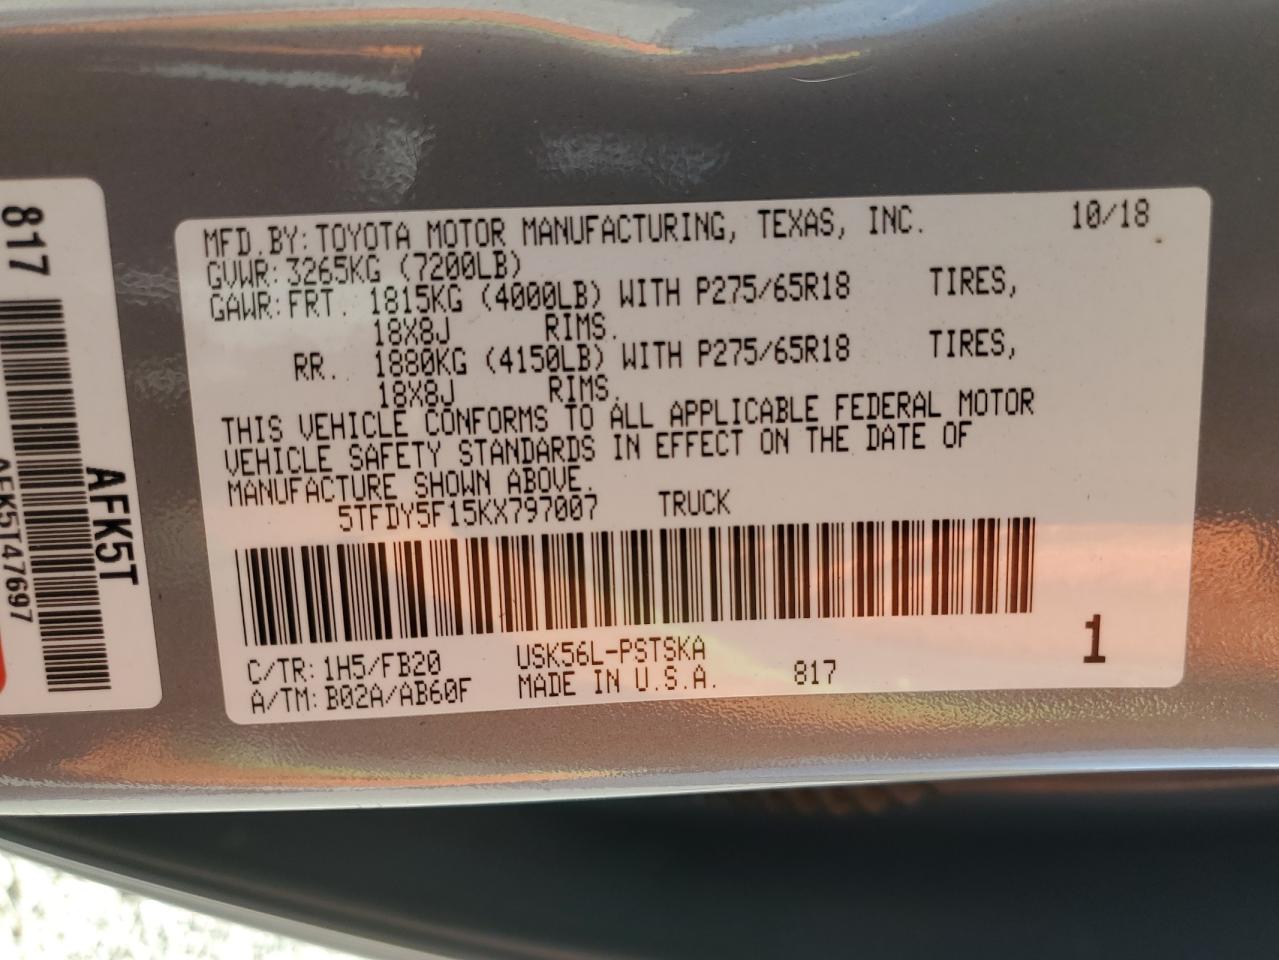 817
AFK5T
AFK5T47697
MFD.BY:TOYOTA MOTOR MANUFACTURING, TEXAS, INC. 10/18
GVWR:3265KG (7200LB)
GAWR:FRT. 1815KG (4000LB) WITH P275/65R18 TIRES,
18X8J RIMS.
RR. 1880KG (4150LB) WITH P275/65R18 TIRES,
18X8J RIMS.
THIS VEHICLE CONFORMS TO ALL APPLICABLE FEDERAL MOTOR
VEHICLE SAFETY STANDARDS IN EFFECT ON THE DATE OF
MANUFACTURE SHOWN ABOVE.
5TFDY5F15KX797007 TRUCK
C/TR:1H5/FB20 USK56L-PSTSKA
A/TM:B02A/AB60F MADE IN U.S.A. 817
1